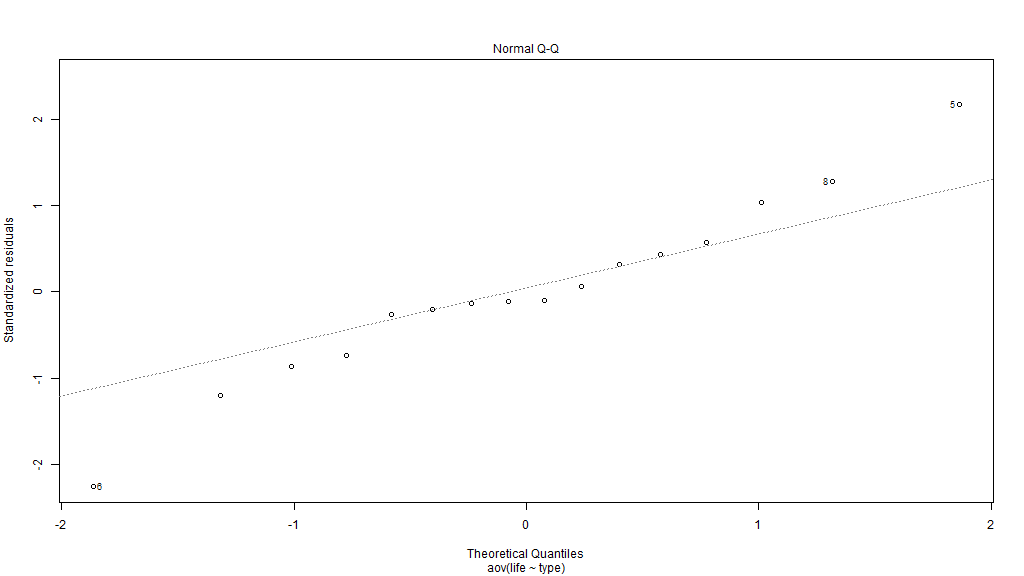 Normal Q-Q
Standardized residuals
2
1
0
-1
-2
5
8
6
-2 -1 0 1 2
Theoretical Quantiles
aov(life ~ type)